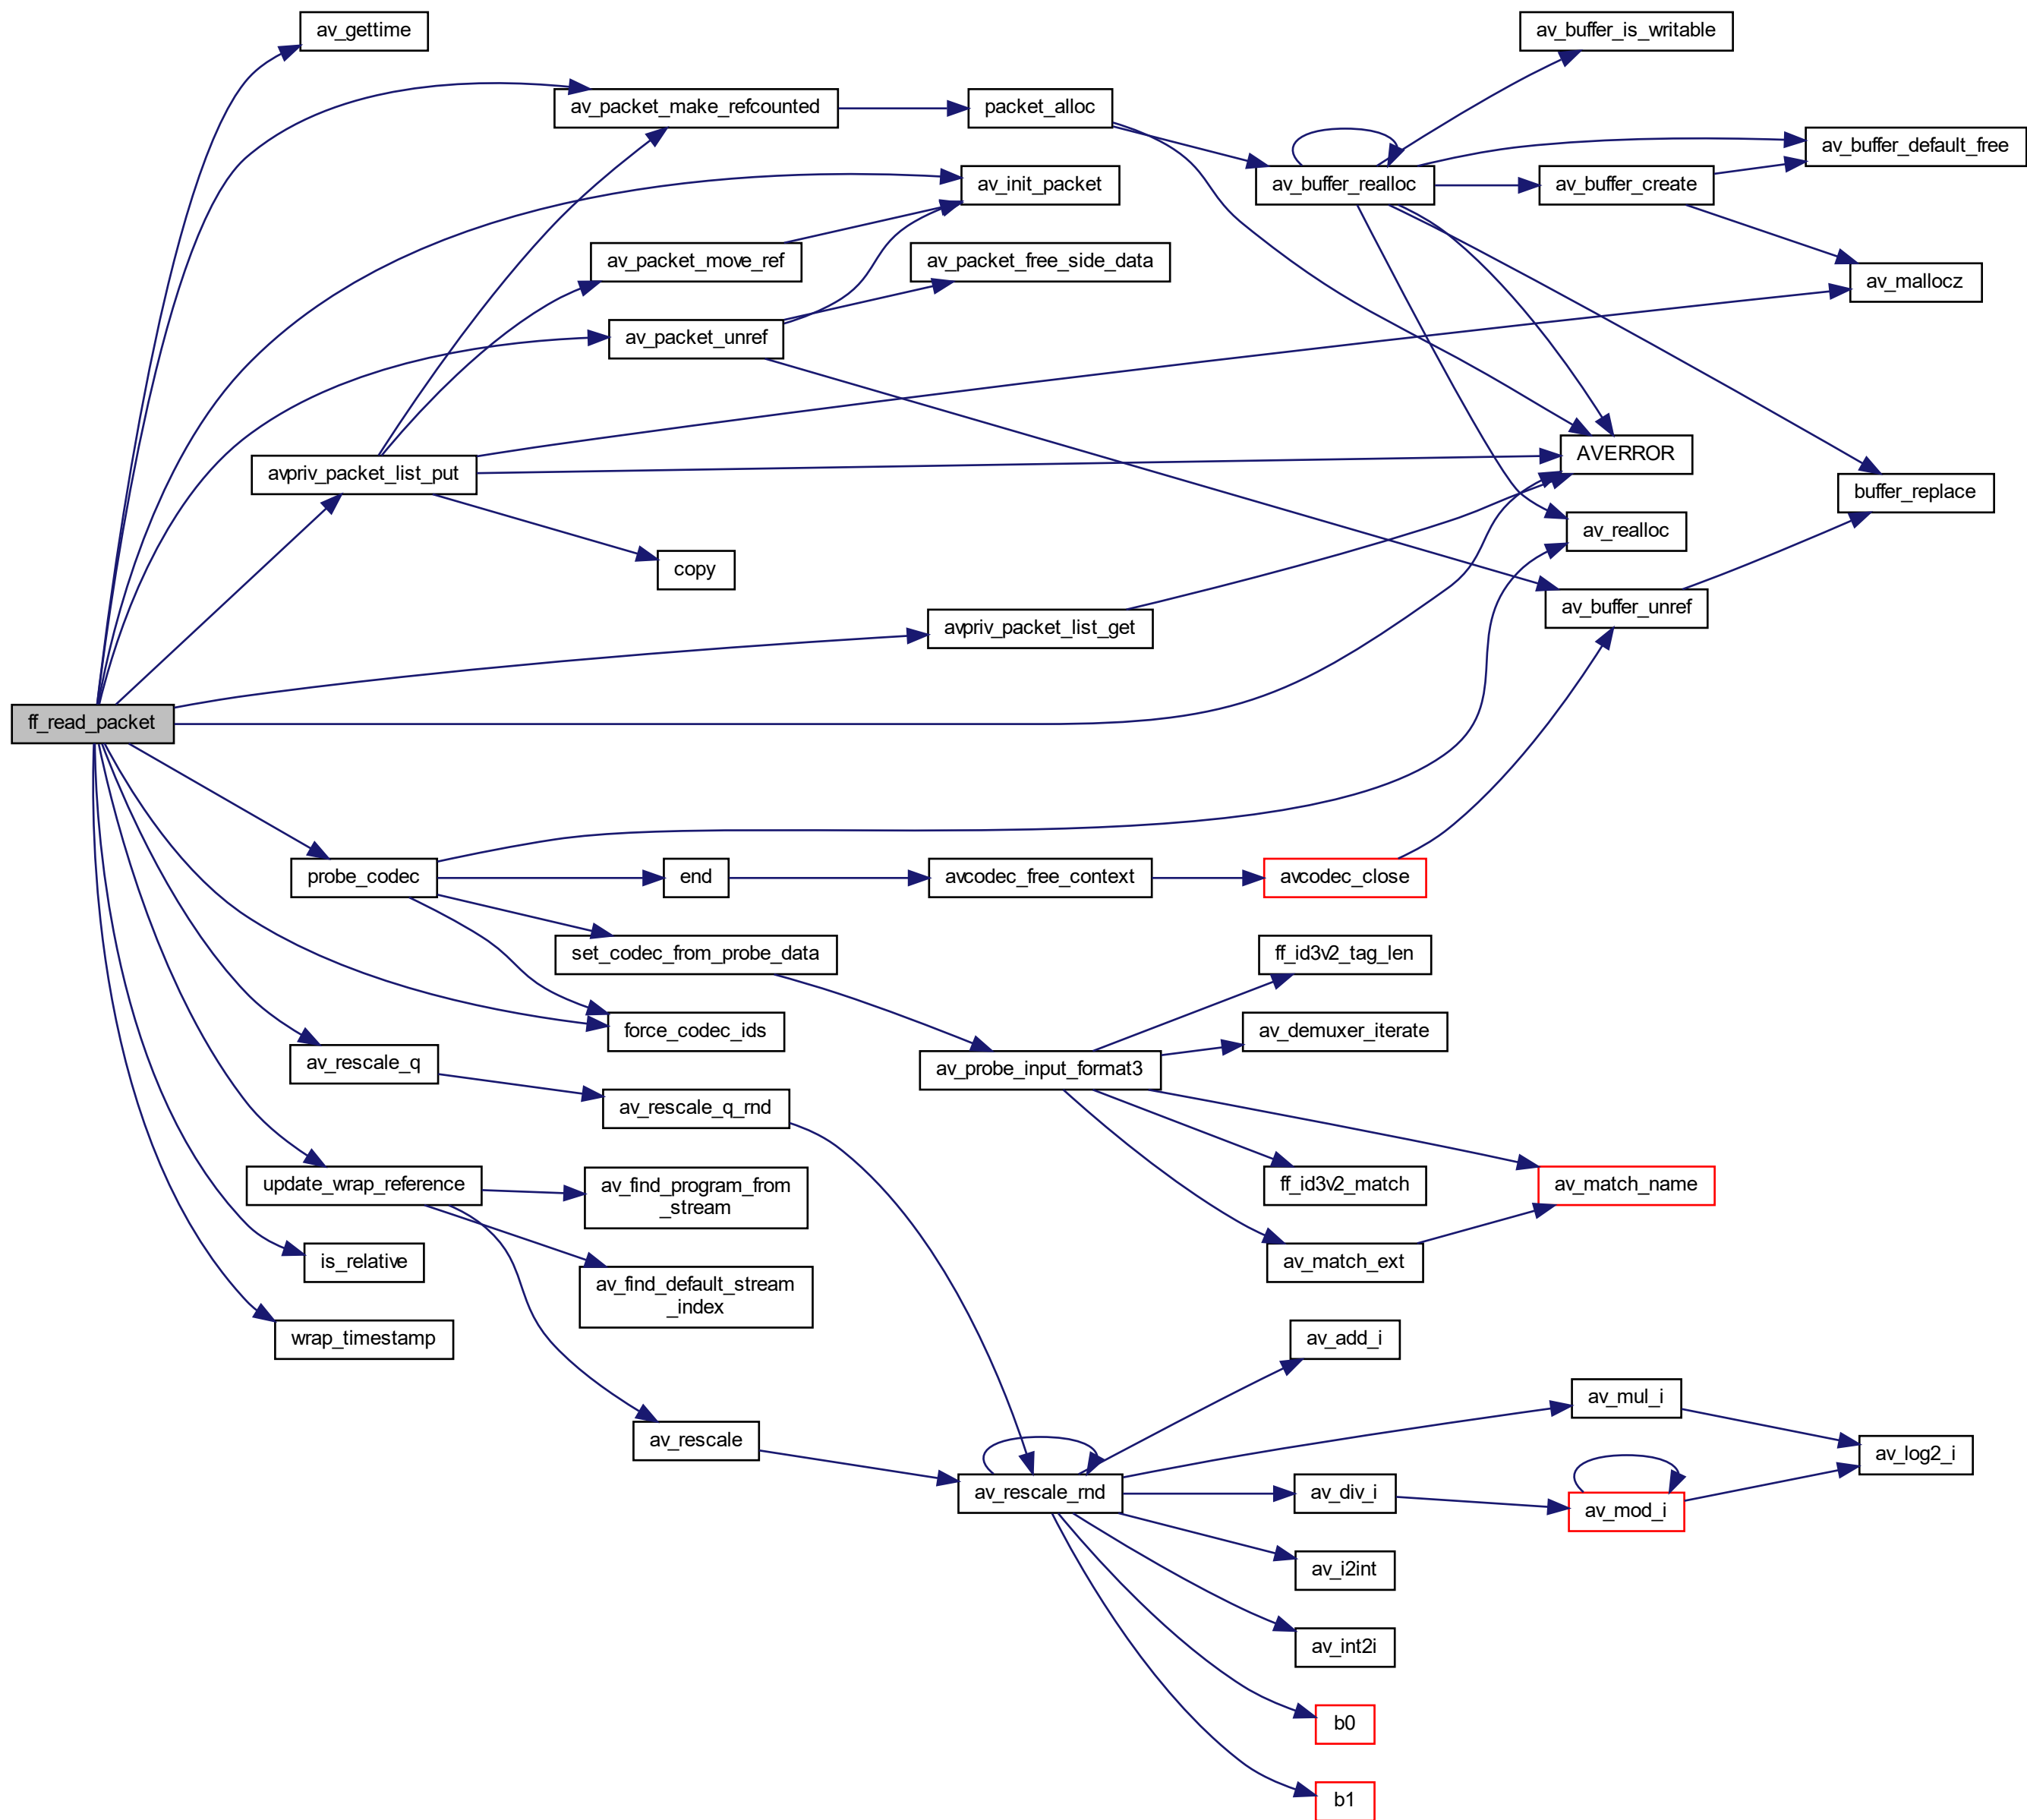 av_gettime
av_buffer_is_writable
av_packet_make_refcounted
packet_alloc
av_buffer_default_free
av_init_packet
av_buffer_realloc
av_buffer_create
av_packet_move_ref
av_packet_free_side_data
av_mallocz
av_packet_unref
AVERROR
avpriv_packet_list_put
buffer_replace
av_realloc
copy
av_buffer_unref
avpriv_packet_list_get
ff_read_packet
probe_codec
end
avcodec_free_context
avcodec_close
set_codec_from_probe_data
ff_id3v2_tag_len
force_codec_ids
av_demuxer_iterate
av_rescale_q
av_probe_input_format3
av_rescale_q_rnd
update_wrap_reference
av_find_program_from
_stream
ff_id3v2_match
av_match_name
is_relative
av_find_default_stream
_index
av_match_ext
wrap_timestamp
av_add_i
av_mul_i
av_rescale
av_log2_i
av_rescale_rnd
av_div_i
av_mod_i
av_i2int
av_int2i
b0
b1